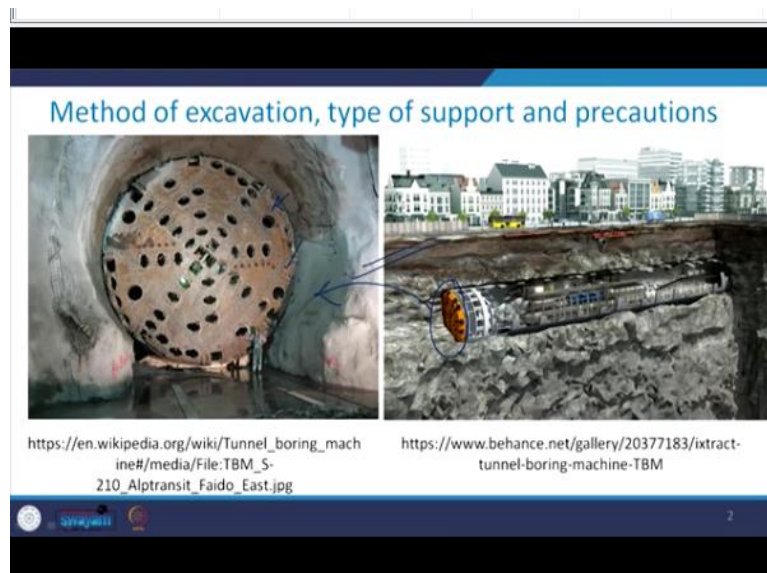 Method of excavation, type of support and precautions
https://en.wikipedia.org/wiki/Tunnel_boring_mach
ine#/media/File:TBM_S-
210_Alptransit_Faido_East.jpg
https://www.behance.net/gallery/20377183/ixtract-
tunnel-boring-machine-TBM
swayam
2